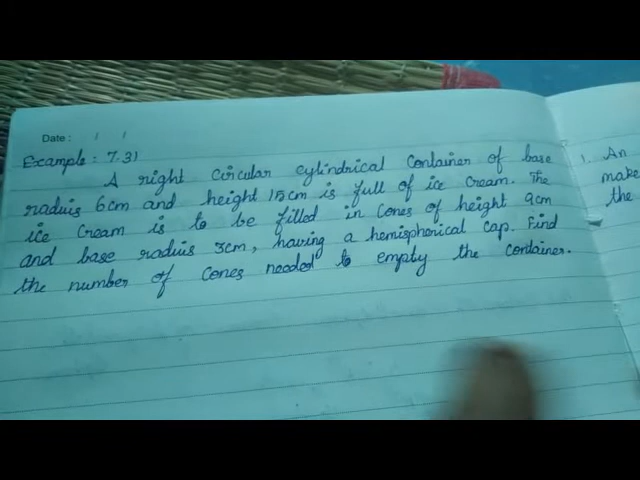 Date : / /
Example : 7.31
A right circular cylindrical container of base
raduis 6cm and height 15cm is full of ice cream. The
ice cream is to be filled in cones of height 9cm
and base raduis 3cm, having a hemispherical cap. Find
the number of cones needed to empty the container.
1. An
make
the